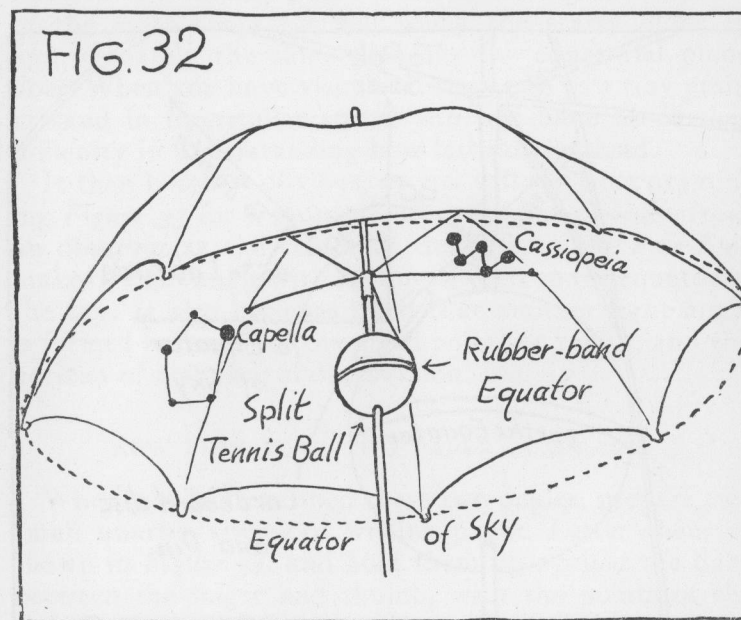 FIG.32
Cassiopeia
Capella
Rubber-band
Equator
Split
Tennis Ball
Equator of Sky